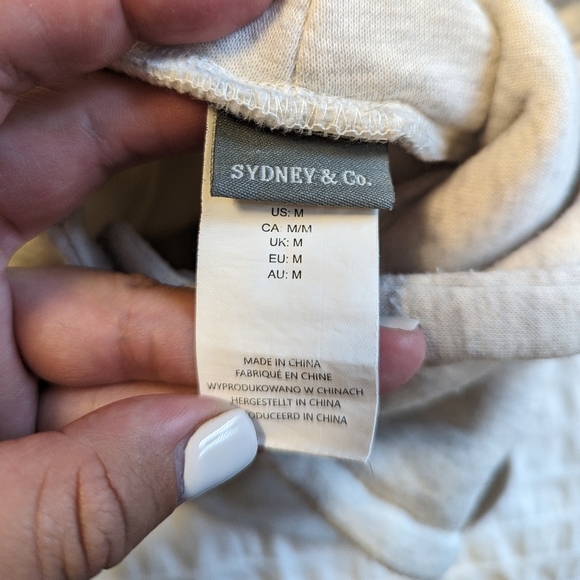 SYDNEY & Co.
US: M
CA: M/M
UK: M
EU: M
AU: M
MADE IN CHINA
FABRIQUÉ EN CHINE
WYPRODUKOWANO W CHINACH
HERGESTELLT IN CHINA
IN CHINA